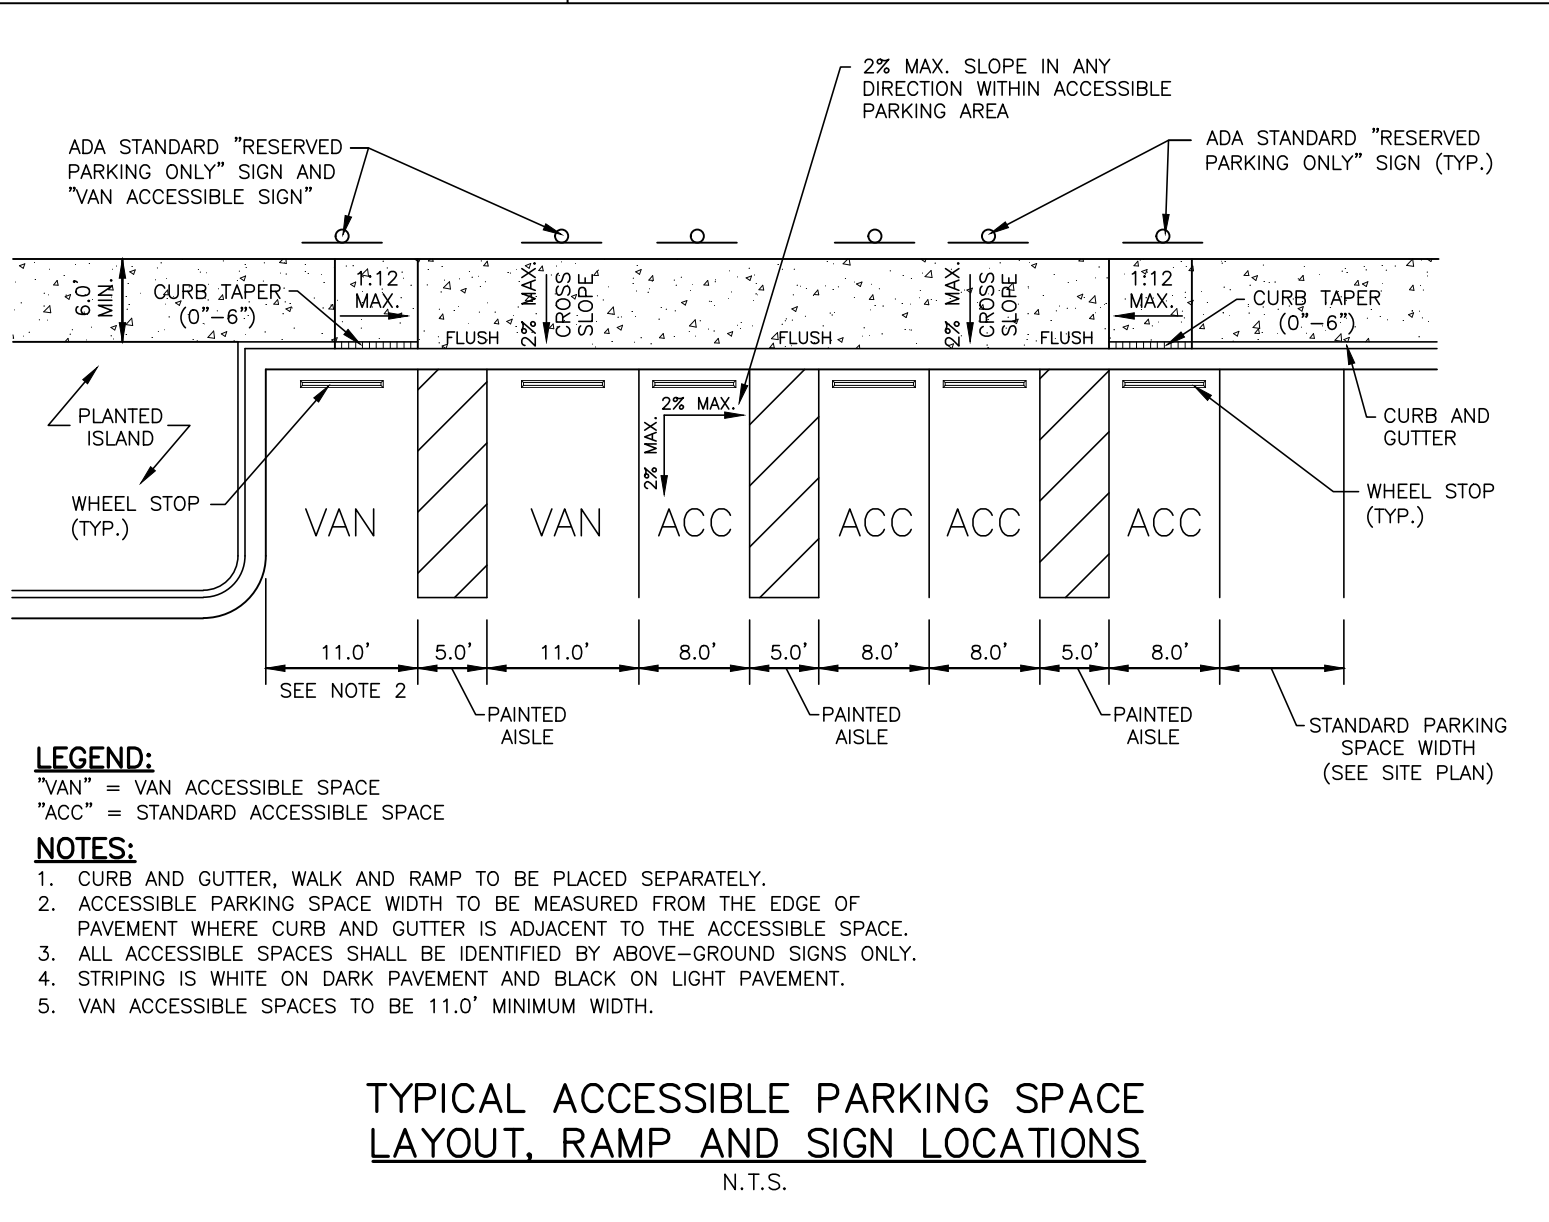 2% MAX. SLOPE IN ANY
DIRECTION WITHIN ACCESSIBLE
PARKING AREA
ADA STANDARD "RESERVED
PARKING ONLY" SIGN AND
"VAN ACCESSIBLE SIGN"
ADA STANDARD "RESERVED
PARKING ONLY" SIGN (TYP.)
6.0'
MIN.
CURB TAPER
(0"-6")
1:12
MAX.
FLUSH
2% MAX.
CROSS
SLOPE
FLUSH
2% MAX.
CROSS
SLOPE
FLUSH
1:12
MAX.
CURB TAPER
(0"-6")
PLANTED
ISLAND
2% MAX.
2% MAX.
CURB AND
GUTTER
WHEEL STOP
(TYP.)
WHEEL STOP
(TYP.)
VAN
VAN
ACC
ACC
ACC
ACC
11.0'
5.0'
11.0'
8.0'
5.0'
8.0'
8.0'
5.0'
8.0'
SEE NOTE 2
PAINTED
AISLE
PAINTED
AISLE
PAINTED
AISLE
STANDARD PARKING
SPACE WIDTH
(SEE SITE PLAN)
LEGEND:
"VAN" = VAN ACCESSIBLE SPACE
"ACC" = STANDARD ACCESSIBLE SPACE
NOTES:
1. CURB AND GUTTER, WALK AND RAMP TO BE PLACED SEPARATELY.
2. ACCESSIBLE PARKING SPACE WIDTH TO BE MEASURED FROM THE EDGE OF
PAVEMENT WHERE CURB AND GUTTER IS ADJACENT TO THE ACCESSIBLE SPACE.
3. ALL ACCESSIBLE SPACES SHALL BE IDENTIFIED BY ABOVE-GROUND SIGNS ONLY.
4. STRIPING IS WHITE ON DARK PAVEMENT AND BLACK ON LIGHT PAVEMENT.
5. VAN ACCESSIBLE SPACES TO BE 11.0' MINIMUM WIDTH.
TYPICAL ACCESSIBLE PARKING SPACE
LAYOUT, RAMP AND SIGN LOCATIONS
N.T.S.